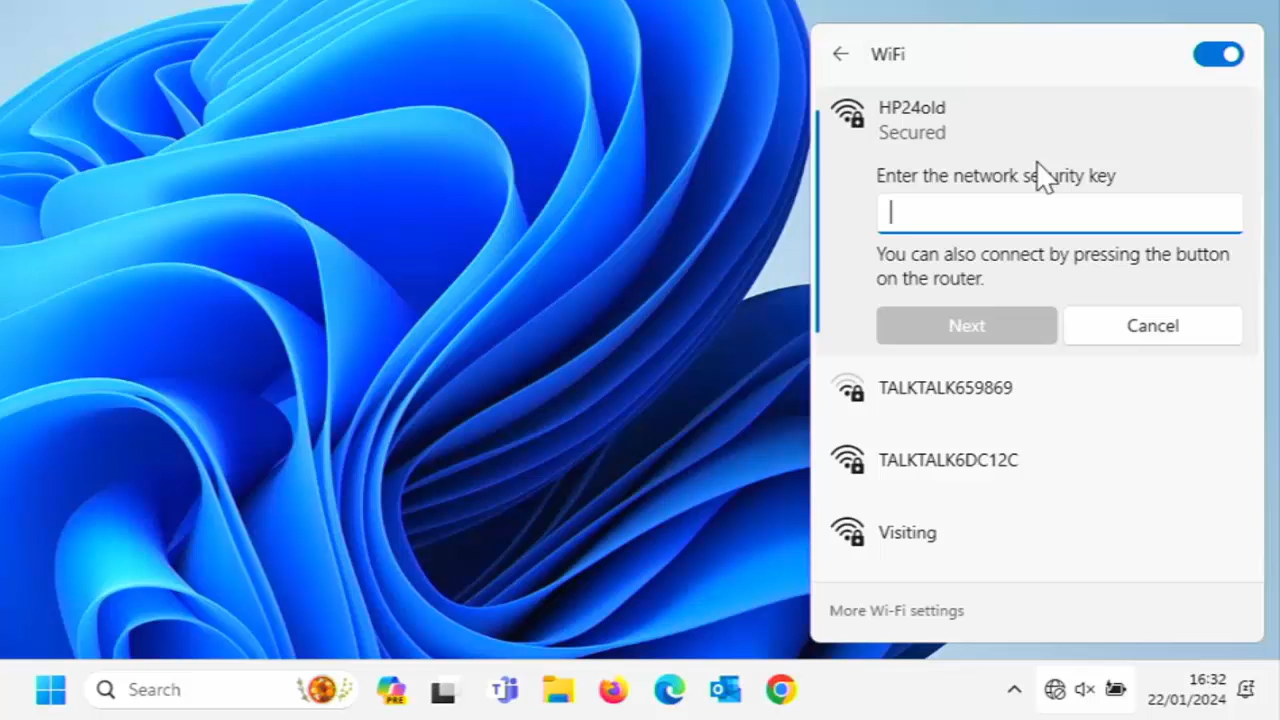 WiFi
HP24old
Secured
Enter the network security key
You can also connect by pressing the button
on the router.
Next
Cancel
TALKTALK659869
TALKTALK6DC12C
Visiting
More Wi-Fi settings
Search
PRE
16:32
22/01/2024